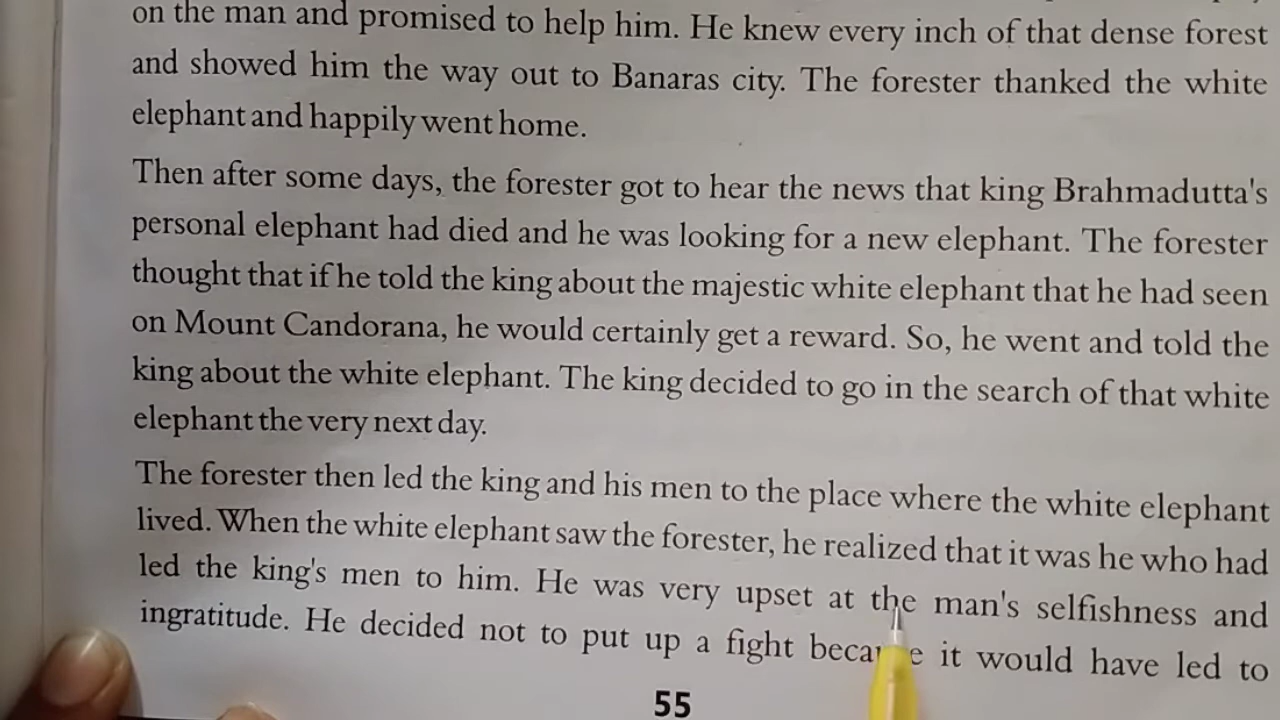 on the man and promised to help him. He knew every inch of that dense forest
and showed him the way out to Banaras city. The forester thanked the white
elephant and happily went home.
Then after some days, the forester got to hear the news that king Brahmadutta's
personal elephant had died and he was looking for a new elephant. The forester
thought that if he told the king about the majestic white elephant that he had seen
on Mount Candorana, he would certainly get a reward. So, he went and told the
king about the white elephant. The king decided to go in the search of that white
elephant the very next day.
The forester then led the king and his men to the place where the white elephant
lived. When the white elephant saw the forester, he realized that it was he who had
led the king's men to him. He was very upset at the man's selfishness and
ingratitude. He decided not to put up a fight because it would have led to
55